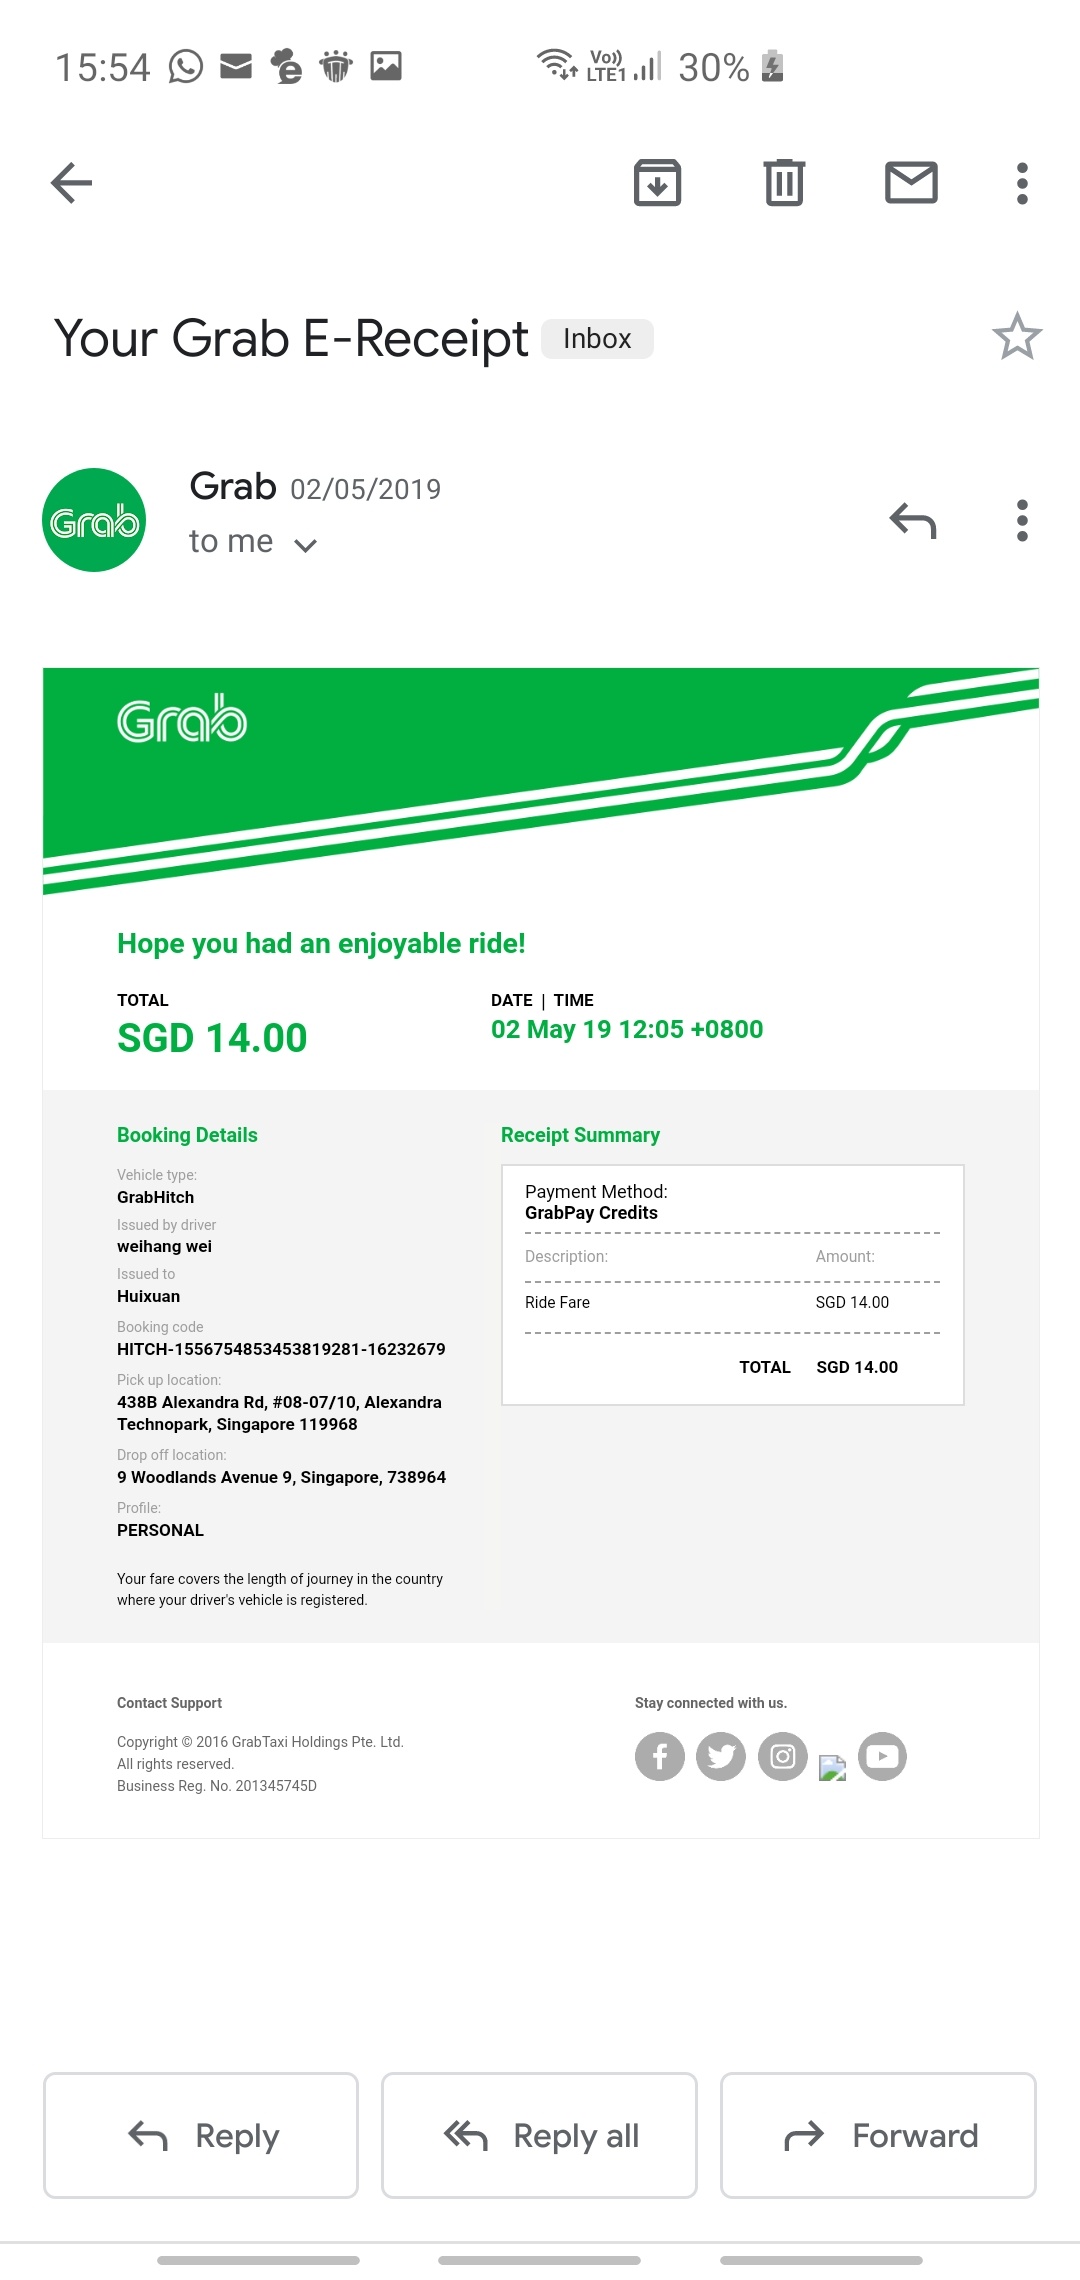 15:54
Vo)) LTE1
30%
Your Grab E-Receipt Inbox
Grab 02/05/2019
Grab
to me
Grab
Hope you had an enjoyable ride!
TOTAL
SGD 14.00
DATE | TIME
02 May 19 12:05 +0800
Booking Details
Vehicle type:
GrabHitch
Issued by driver
weihang wei
Issued to
Huixuan
Booking code
HITCH-1556754853453819281-16232679
Pick up location:
438B Alexandra Rd, #08-07/10, Alexandra
Technopark, Singapore 119968
Drop off location:
9 Woodlands Avenue 9, Singapore, 738964
Profile:
PERSONAL
Your fare covers the length of journey in the country
where your driver's vehicle is registered.
Receipt Summary
Payment Method:
GrabPay Credits
Description: Amount:
Ride Fare SGD 14.00
TOTAL SGD 14.00
Contact Support
Copyright © 2016 GrabTaxi Holdings Pte. Ltd.
All rights reserved.
Business Reg. No. 201345745D
Stay connected with us.
Reply
Reply all
Forward